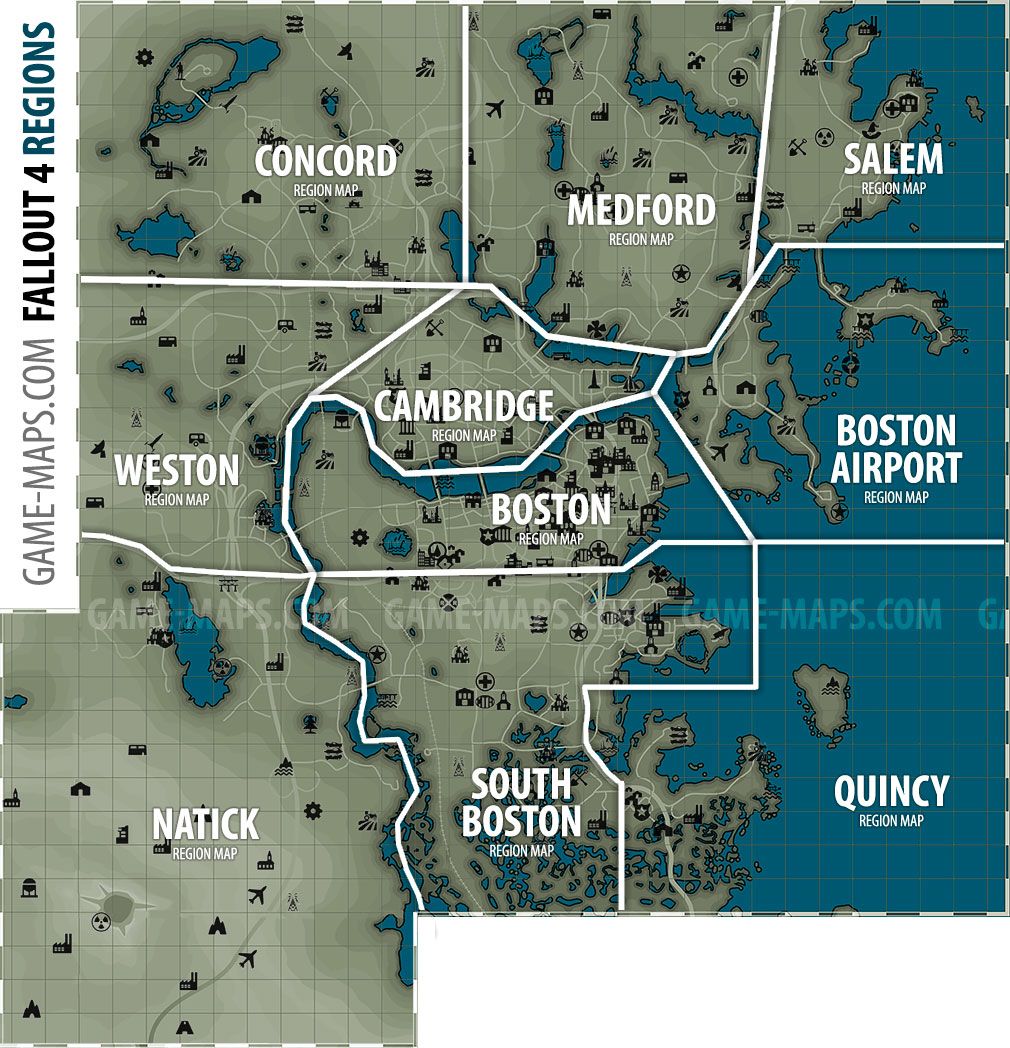 GAME-MAPS.COM FALLOUT 4 REGIONS
CONCORD
REGION MAP
MEDFORD
REGION MAP
SALEM
REGION MAP
CAMBRIDGE
REGION MAP
WESTON
REGION MAP
BOSTON
REGION MAP
BOSTON
AIRPORT
REGION MAP
GAME-MAPS.COM GAME-MAPS.COM GAME-MAPS.COM GA
NATICK
REGION MAP
SOUTH
BOSTON
REGION MAP
QUINCY
REGION MAP